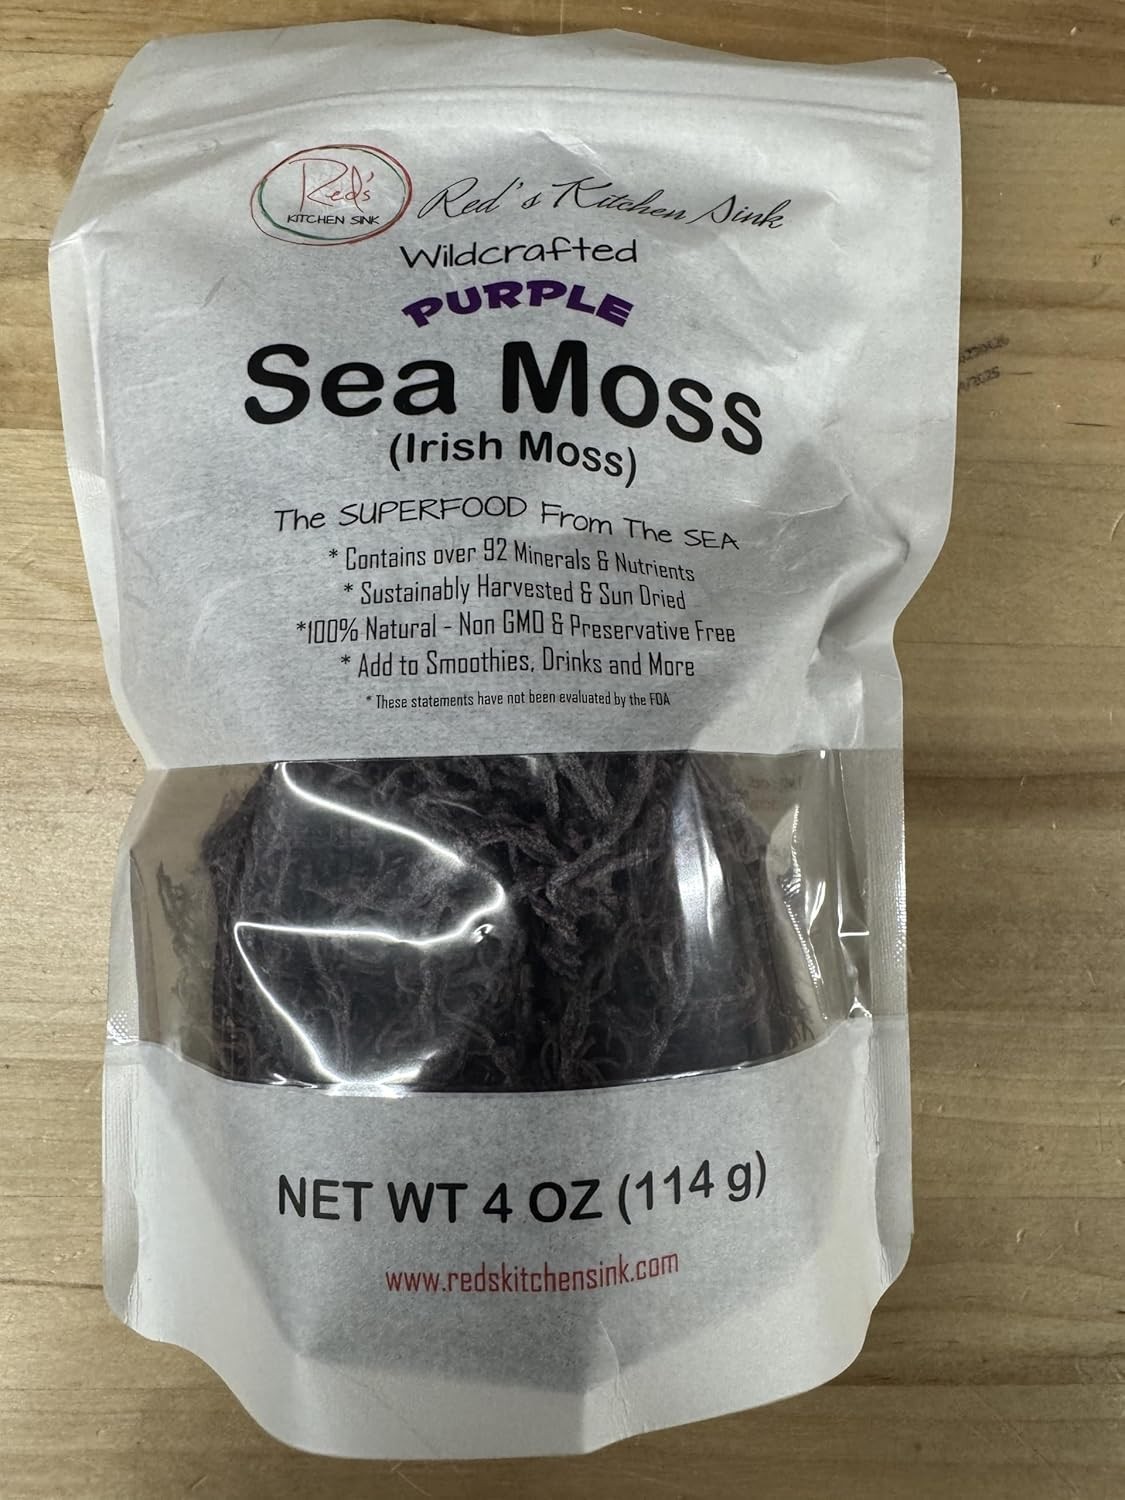 Red's
KITCHEN SINK
Red's Kitchen Sink
Wildcrafted
PURPLE
Sea Moss
(Irish Moss)
The SUPERFOOD From The SEA
* Contains over 92 Minerals & Nutrients
* Sustainably Harvested & Sun Dried
*100% Natural - Non GMO & Preservative Free
* Add to Smoothies, Drinks and More
* These statements have not been evaluated by the FDA
NET WT 4 OZ (114 g)
www.redskitchensink.com